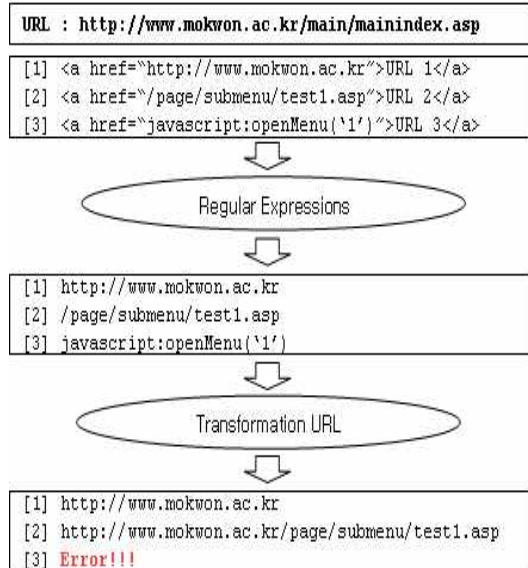 URL : http://www.mokwon.ac.kr/main/mainindex.asp
[1] <a href="http://www.mokwon.ac.kr">URL 1</a>
[2] <a href="/page/submenu/test1.asp">URL 2</a>
[3] <a href="javascript:openMenu('1')">URL 3</a>
Regular Expressions
[1] http://www.mokwon.ac.kr
[2] /page/submenu/test1.asp
[3] javascript:openMenu('1')
Transformation URL
[1] http://www.mokwon.ac.kr
[2] http://www.mokwon.ac.kr/page/submenu/test1.asp
[3] Error!!!